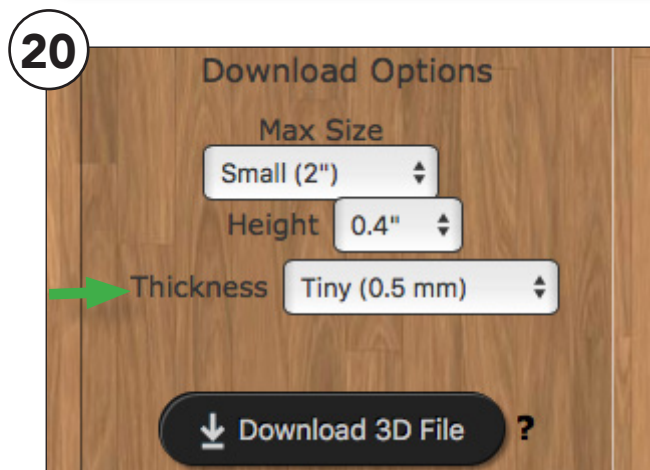 20
Download Options
Max Size
Small (2")
Height 0.4"
Thickness Tiny (0.5 mm)
Download 3D File ?